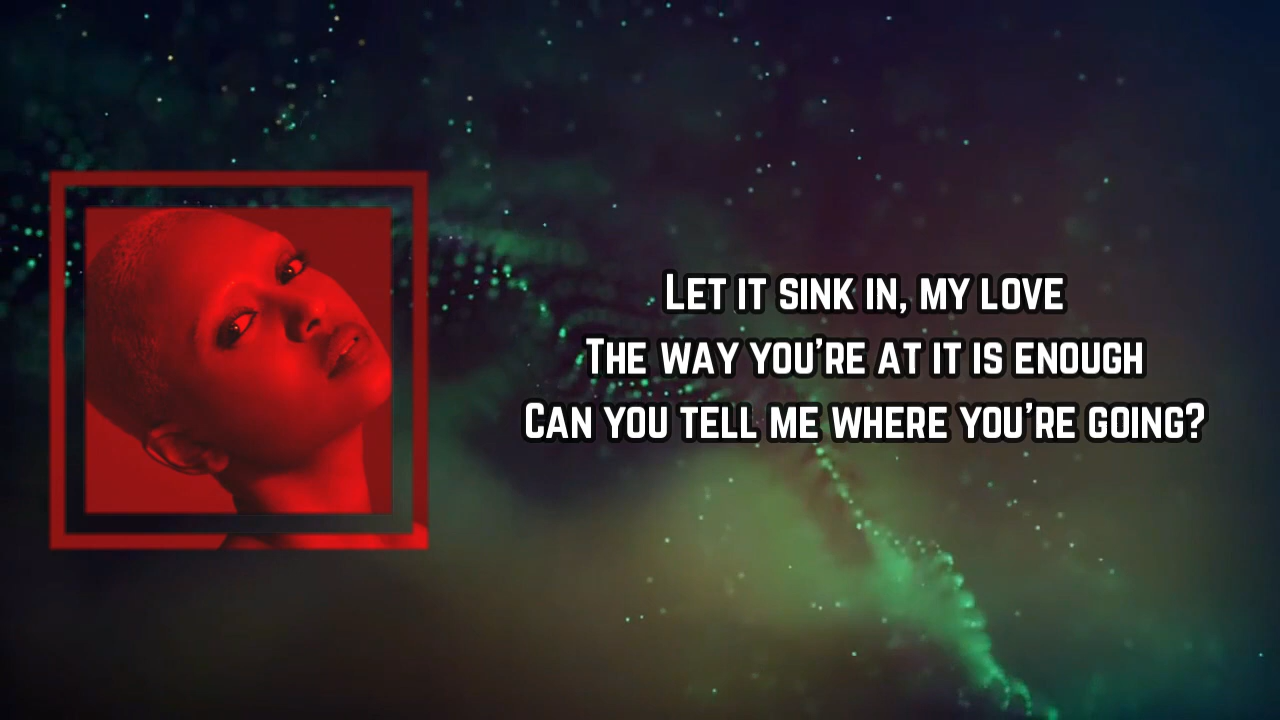 Let it sink in, my love
The way you're at it is enough
Can you tell me where you're going?